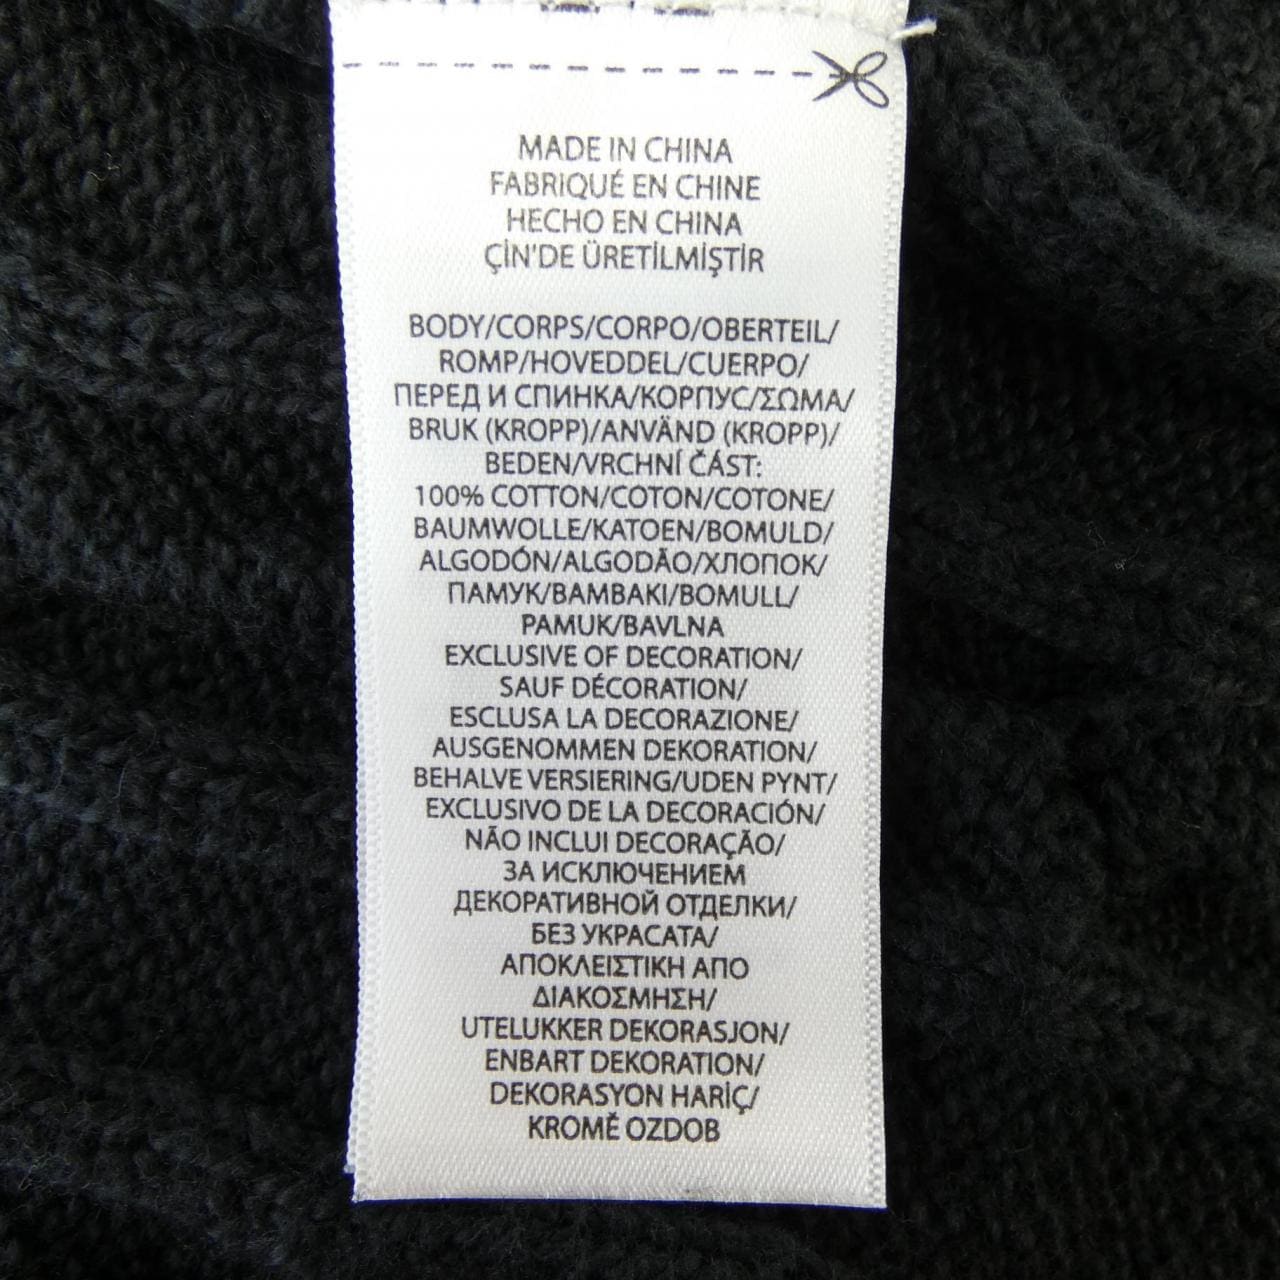 MADE IN CHINA
FABRIQUÉ EN CHINE
HECHO EN CHINA
ÇİN'DE ÜRETİLMİŞTİR
BODY/CORPS/CORPO/OBERTEIL/
ROMP/HOVEDDEL/CUERPO/
ПЕРЕД И СПИНКА/КОРПУС/ΣΩΜΑ/
BRUK (KROPP)/ANVÄND (KROPP)/
BEDEN/VRCHNÍ ČÁST:
100% COTTON/COTON/COTONE/
BAUMWOLLE/KATOEN/BOMULD/
ALGODÓN/ALGODÃO/ХЛОПОК/
ПАМУК/ΒΑΜΒΑΚΙ/BOMULL/
PAMUK/BAVLNA
EXCLUSIVE OF DECORATION/
SAUF DÉCORATION/
ESCLUSA LA DECORAZIONE/
AUSGENOMMEN DEKORATION/
BEHALVE VERSIERING/UDEN PYNT/
EXCLUSIVO DE LA DECORACIÓN/
NÃO INCLUI DECORAÇÃO/
ЗА ИСКЛЮЧЕНИЕМ
ДЕКОРАТИВНОЙ ОТДЕЛКИ/
БЕЗ УКРАСАТА/
ΑΠΟΚΛΕΙΣΤΙΚΗ ΑΠΟ
ΔΙΑΚΟΣΜΗΣΗ/
UTELUKKER DEKORASJON/
ENBART DEKORATION/
DEKORASYON HARİÇ/
KROMĚ OZDOB